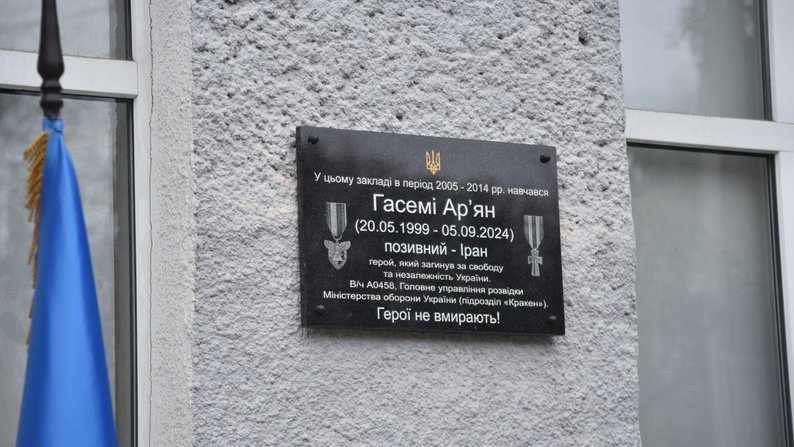 У цьому закладі в період 2005 - 2014 рр. навчався
Гасемі Ар’ян
(20.05.1999 - 05.09.2024)
позивний - Іран
герой, який загинув за свободу
та незалежність України.
В/ч А0458, Головне управління розвідки
Міністерства оборони України (підрозділ «Кракен»).
Герої не вмирають!